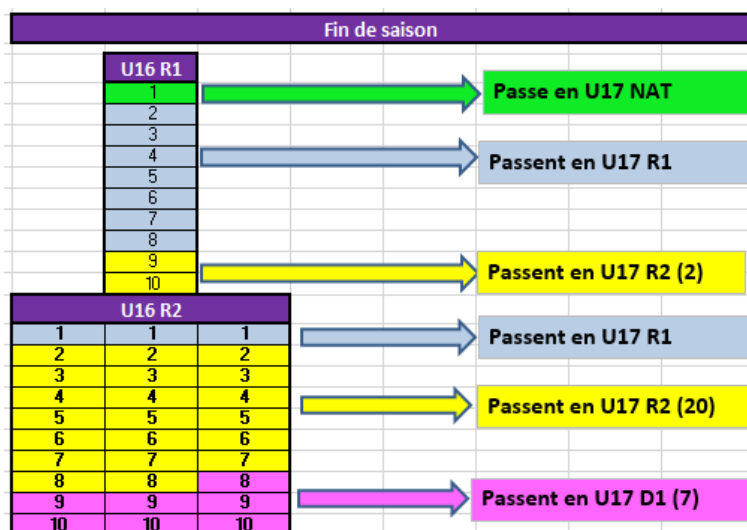 Fin de saison
U16 R1
1
Passe en U17 NAT
2
3
4
Passent en U17 R1
5
6
7
8
9
Passent en U17 R2 (2)
10
U16 R2
1 1 1
Passent en U17 R1
2 2 2
3 3 3
4 4 4
Passent en U17 R2 (20)
5 5 5
6 6 6
7 7 7
8 8 8
9 9 9
Passent en U17 D1 (7)
10 10 10